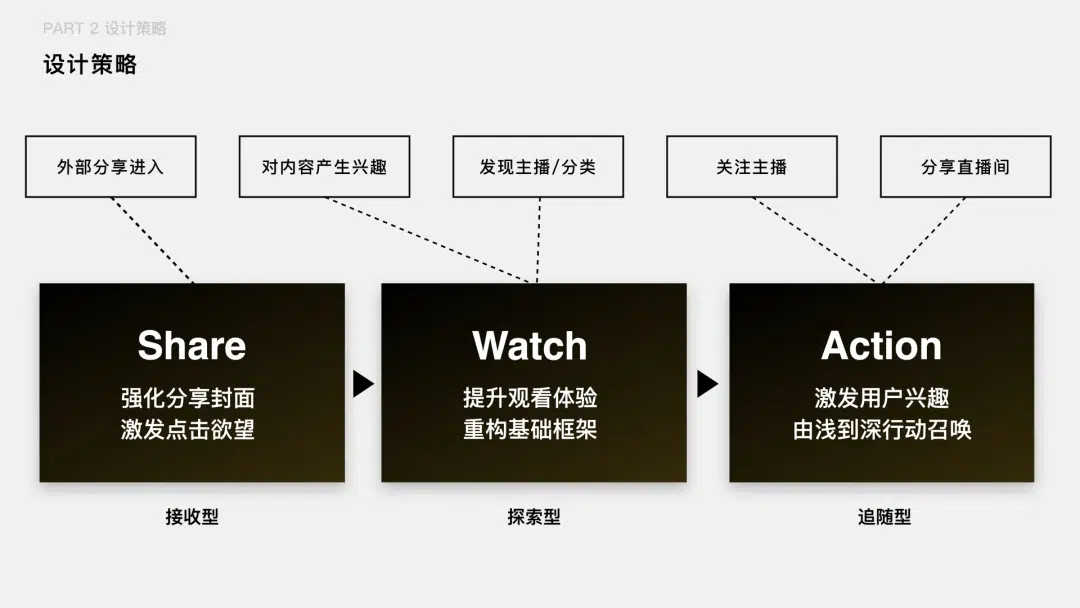 PART 2 设计策略
设计策略
外部分享进入
对内容产生兴趣
发现主播/分类
关注主播
分享直播间
Share
强化分享封面
激发点击欲望
Watch
提升观看体验
重构基础框架
Action
激发用户兴趣
由浅到深行动召唤
接收型
探索型
追随型